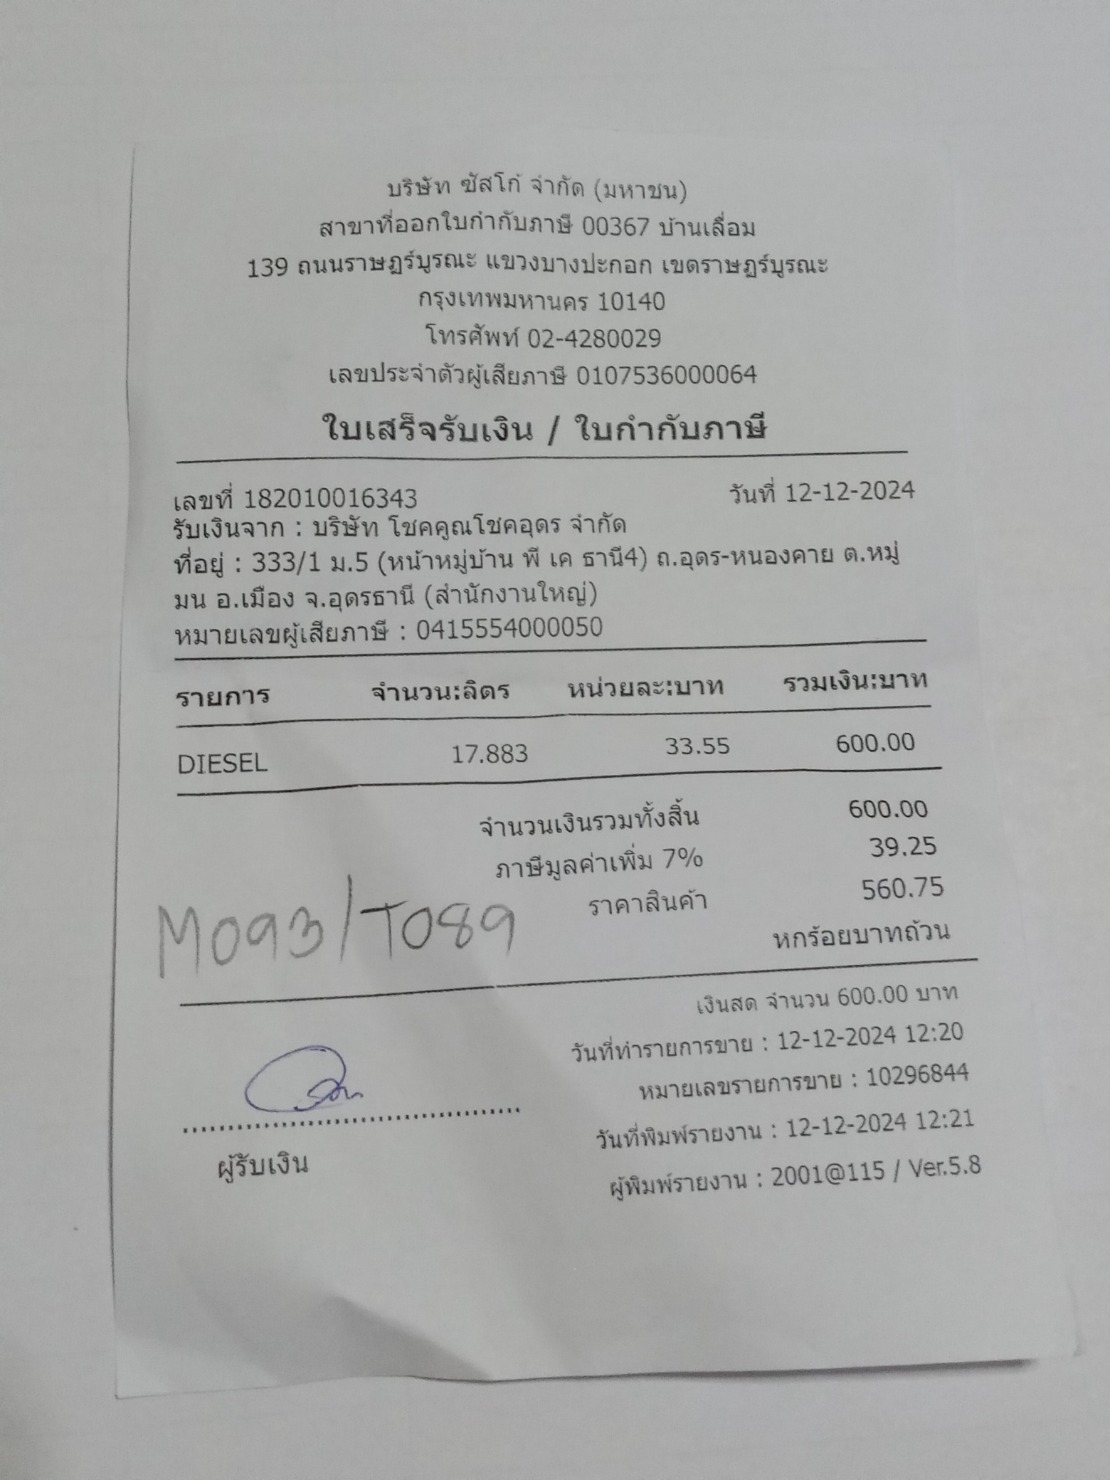 บริษัท ซัสโก้ จำกัด (มหาชน)
สาขาที่ออกใบกำกับภาษี 00367 บ้านเลื่อม
139 ถนนราษฎร์บูรณะ แขวงบางปะกอก เขตราษฎร์บูรณะ
กรุงเทพมหานคร 10140
โทรศัพท์ 02-4280029
เลขประจำตัวผู้เสียภาษี 0107536000064
ใบเสร็จรับเงิน / ใบกำกับภาษี
เลขที่ 182010016343 วันที่ 12-12-2024
รับเงินจาก : บริษัท โชคคูณโชคอุดร จำกัด
ที่อยู่ : 333/1 ม.5 (หน้าหมู่บ้าน พี เค ธานี4) ถ.อุดร-หนองคาย ต.หมู่
มน อ.เมือง จ.อุดรธานี (สำนักงานใหญ่)
หมายเลขผู้เสียภาษี : 0415554000050
รายการ จำนวน:ลิตร หน่วยละ:บาท รวมเงิน:บาท
DIESEL 17.883 33.55 600.00
จำนวนเงินรวมทั้งสิ้น 600.00
ภาษีมูลค่าเพิ่ม 7% 39.25
ราคาสินค้า 560.75
M093/T089
หกร้อยบาทถ้วน
เงินสด จำนวน 600.00 บาท
วันที่ทำรายการขาย : 12-12-2024 12:20
หมายเลขรายการขาย : 10296844
วันที่พิมพ์รายงาน : 12-12-2024 12:21
ผู้รับเงิน
ผู้พิมพ์รายงาน : 2001@115 / Ver.5.8